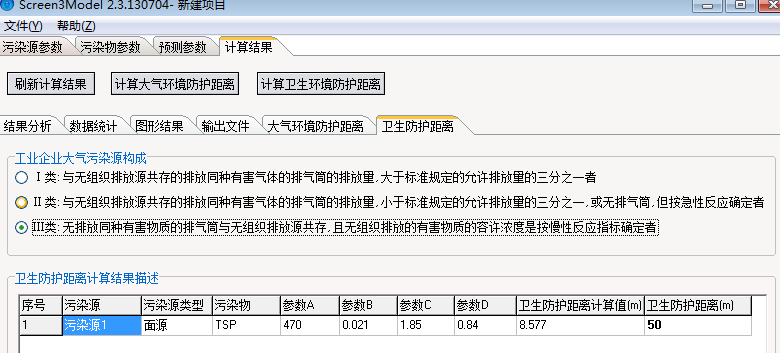 Screen3Model 2.3.130704- 新建项目
文件(Y) 帮助(Z)
污染源参数 污染物参数 预测参数 计算结果
刷新计算结果 计算大气环境防护距离 计算卫生环境防护距离
结果分析 数据统计 图形结果 输出文件 大气环境防护距离 卫生防护距离
工业企业大气污染源构成
I 类: 与无组织排放源共存的排放同种有害气体的排气筒的排放量, 大于标准规定的允许排放量的三分之一者
II 类: 与无组织排放源共存的排放同种有害气体的排气筒的排放量, 小于标准规定的允许排放量的三分之一, 或无排气筒, 但按急性反应确定者
III类: 无排放同种有害物质的排气筒与无组织排放源共存, 且无组织排放的有害物质的容许浓度是按慢性反应指标确定者
卫生防护距离计算结果描述
序号 污染源 污染源类型 污染物 参数A 参数B 参数C 参数D 卫生防护距离计算值(m) 卫生防护距离(m)
1 污染源1 面源 TSP 470 0.021 1.85 0.84 8.577 50